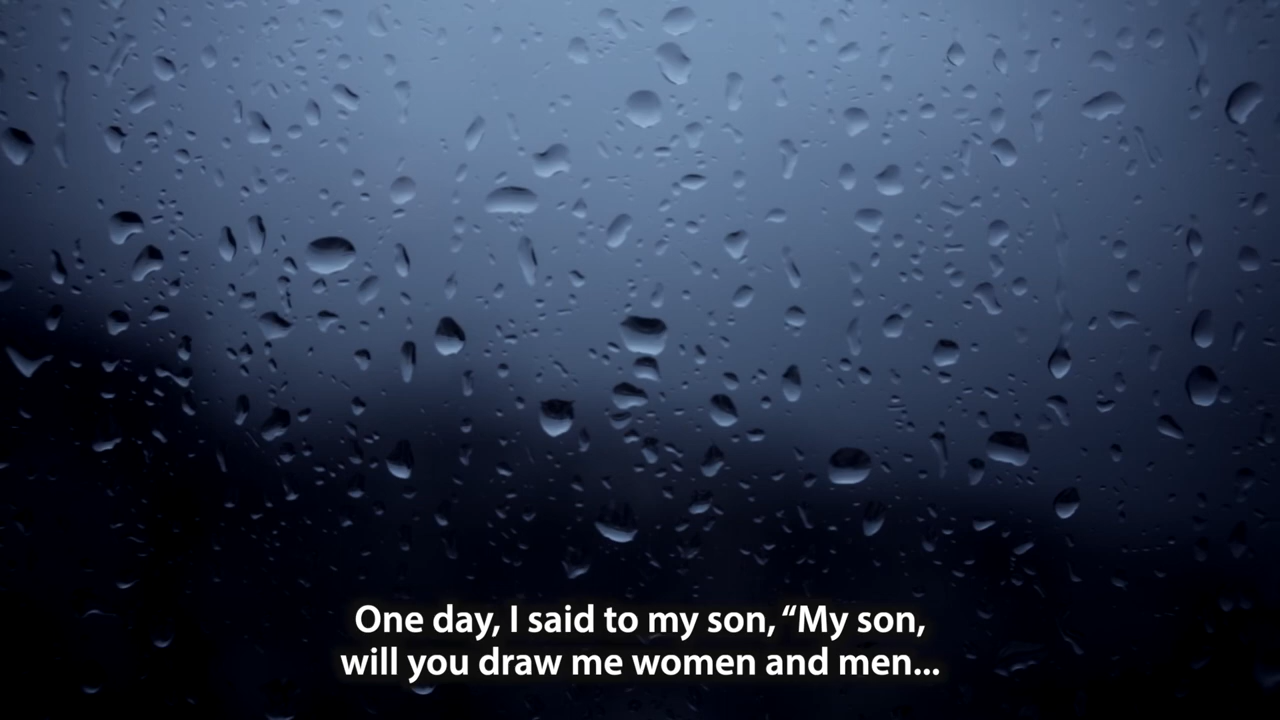 One day, I said to my son, “My son,
will you draw me women and men...